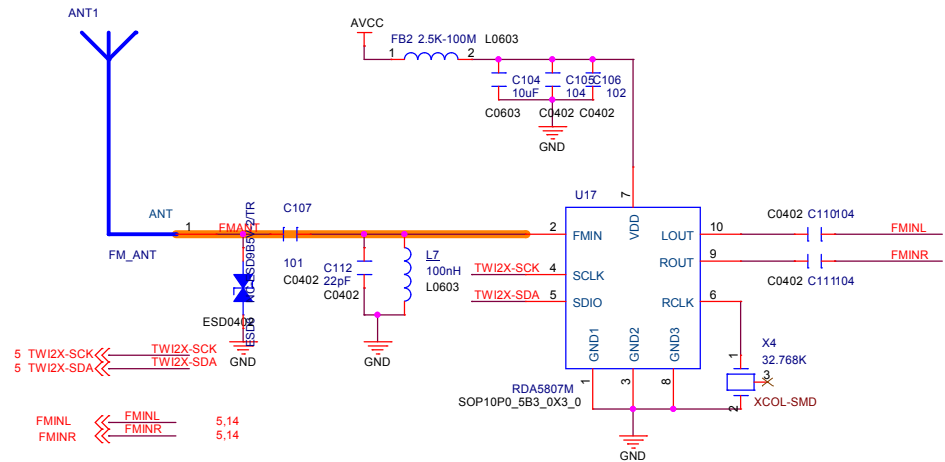 ANT1
AVCC
FB2 2.5K-100M L0603
1 2
C104 C105 C106
10uF 104 102
C0603 C0402 C0402
GND
U17
7
VDD
ANT
1
FMANT
C107
FM_ANT
101
C0402
2 FMIN
LOUT 10
C0402 C110 104
FMINL
ROUT 9
FMINR
C0402 C111 104
C112
22pF
C0402
L7
100nH
L0603
TWI2X-SCK 4 SCLK
TWI2X-SDA 5 SDIO
RCLK 6
ESD0402
GND
GND
GND1 GND2 GND3
1 3 8
RDA5807M
SOP10P0_5B3_0X3_0
GND
X4
32.768K
1
3
2
XCOL-SMD
5 TWI2X-SCK TWI2X-SCK
5 TWI2X-SDA TWI2X-SDA
FMINL FMINL 5,14
FMINR FMINR 5,14